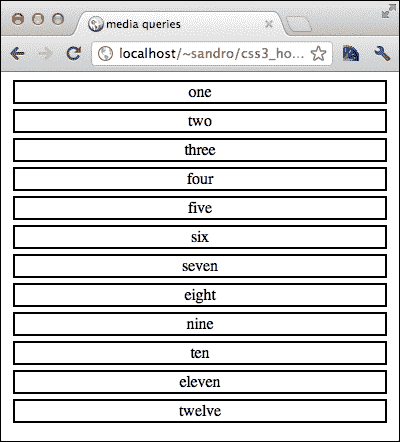 media queries
localhost/~sandro/css3_ho...
one
two
three
four
five
six
seven
eight
nine
ten
eleven
twelve